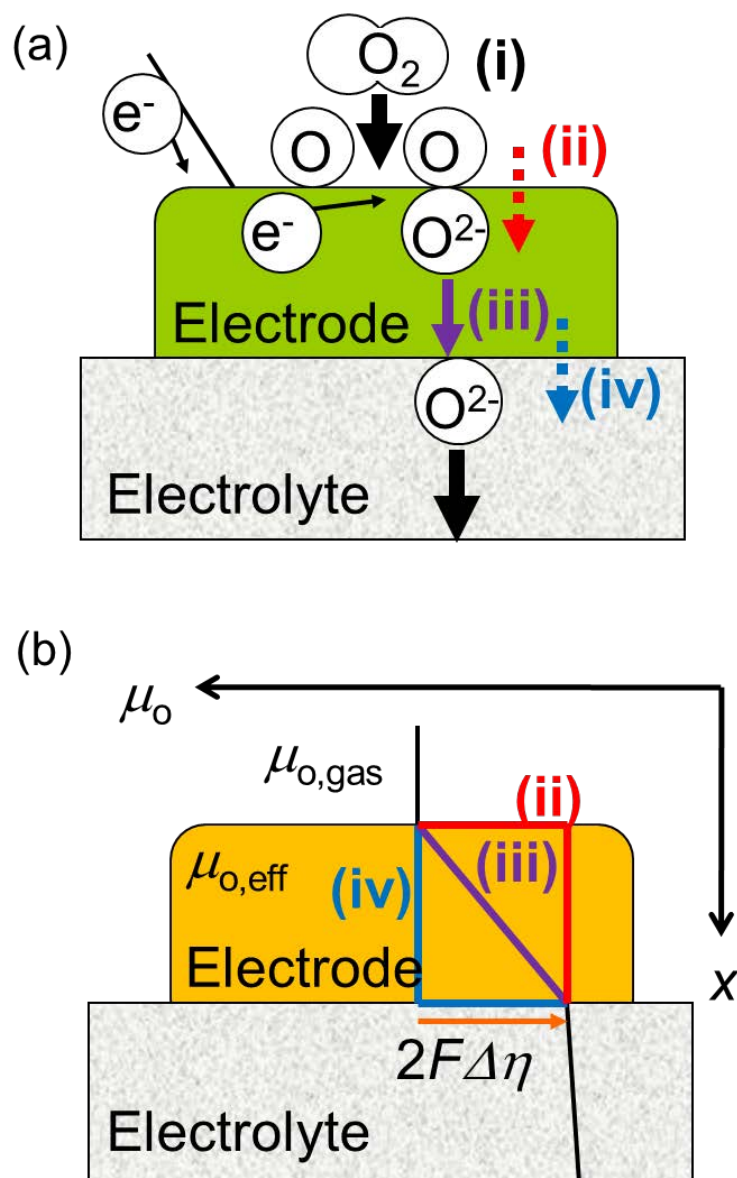 (a)
O₂
(i)
e⁻
O
O
(ii)
e⁻
O²⁻
Electrode
(iii)
(iv)
O²⁻
Electrolyte
(b)
μₒ
μₒ,gas
(ii)
μₒ,eff
(iv)
(iii)
Electrode
x
2FΔη
Electrolyte